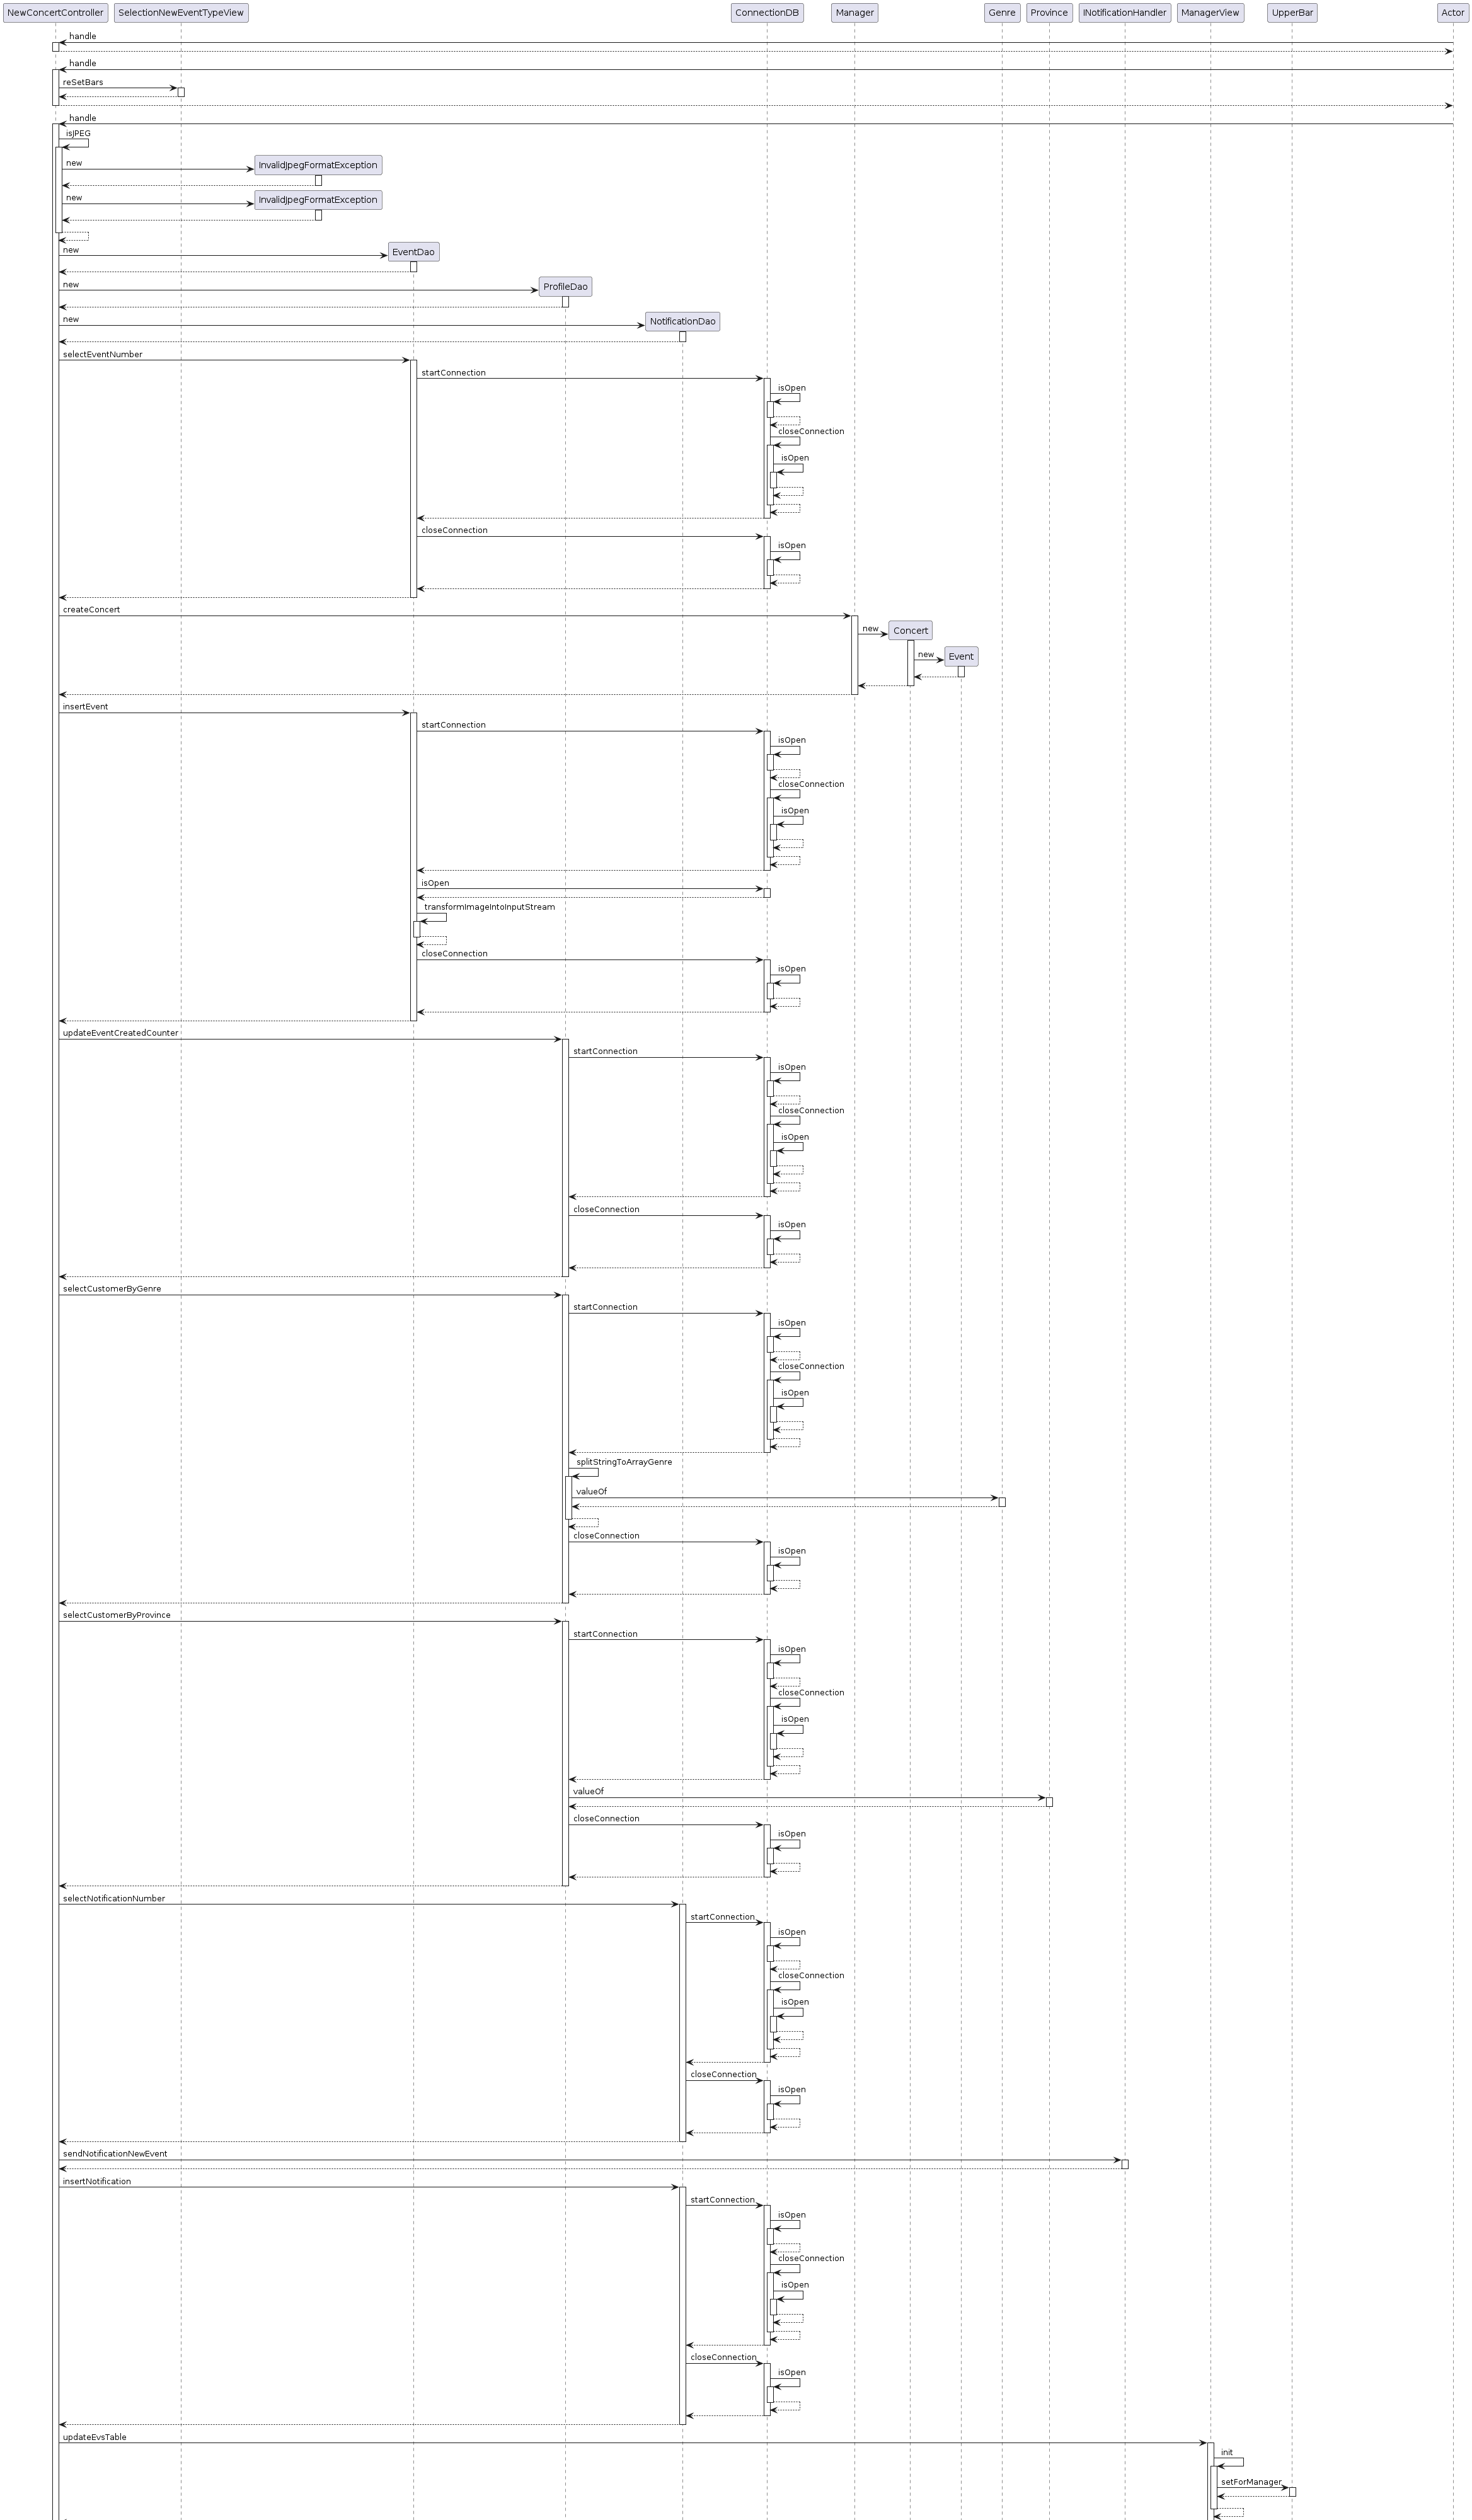 NewConcertController SelectionNewEventTypeView ConnectionDB Manager Genre Province INotificationHandler ManagerView UpperBar Actor
handle
handle
reSetBars
handle
isJPEG
InvalidJpegFormatException
new
InvalidJpegFormatException
new
EventDao
new
ProfileDao
new
NotificationDao
new
selectEventNumber
startConnection
isOpen
closeConnection
isOpen
closeConnection
isOpen
createConcert
new Concert
new Event
insertEvent
startConnection
isOpen
closeConnection
isOpen
isOpen
transformImageIntoInputStream
closeConnection
isOpen
updateEventCreatedCounter
startConnection
isOpen
closeConnection
isOpen
closeConnection
isOpen
selectCustomerByGenre
startConnection
isOpen
closeConnection
isOpen
splitStringToArrayGenre
valueOf
closeConnection
isOpen
selectCustomerByProvince
startConnection
isOpen
closeConnection
isOpen
valueOf
closeConnection
isOpen
selectNotificationNumber
startConnection
isOpen
closeConnection
isOpen
closeConnection
isOpen
sendNotificationNewEvent
insertNotification
startConnection
isOpen
closeConnection
isOpen
closeConnection
isOpen
updateEvsTable
init
setForManager